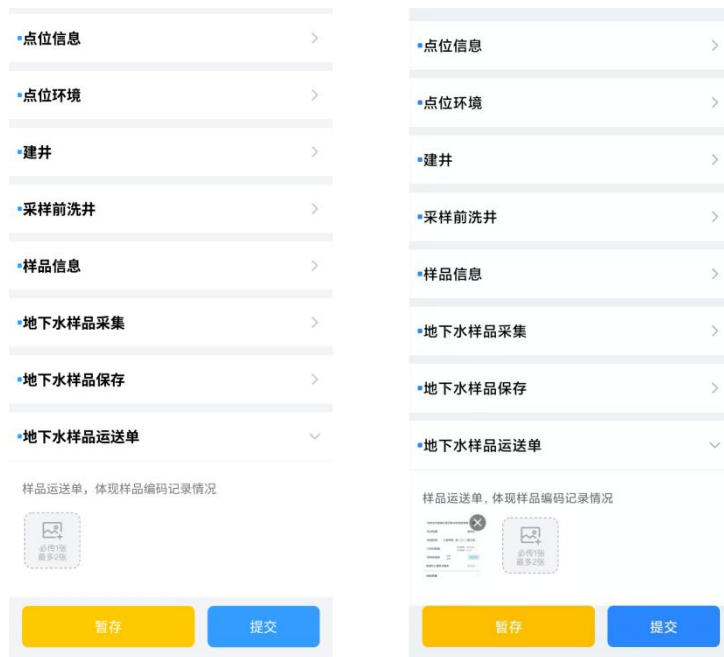 点位信息
点位环境
建井
采样前洗井
样品信息
地下水样品采集
地下水样品保存
地下水样品运送单
样品运送单，体现样品编码记录情况
必传1张
最多2张
暂存
提交
点位信息
点位环境
建井
采样前洗井
样品信息
地下水样品采集
地下水样品保存
地下水样品运送单
样品运送单，体现样品编码记录情况
必传1张
最多2张
暂存
提交